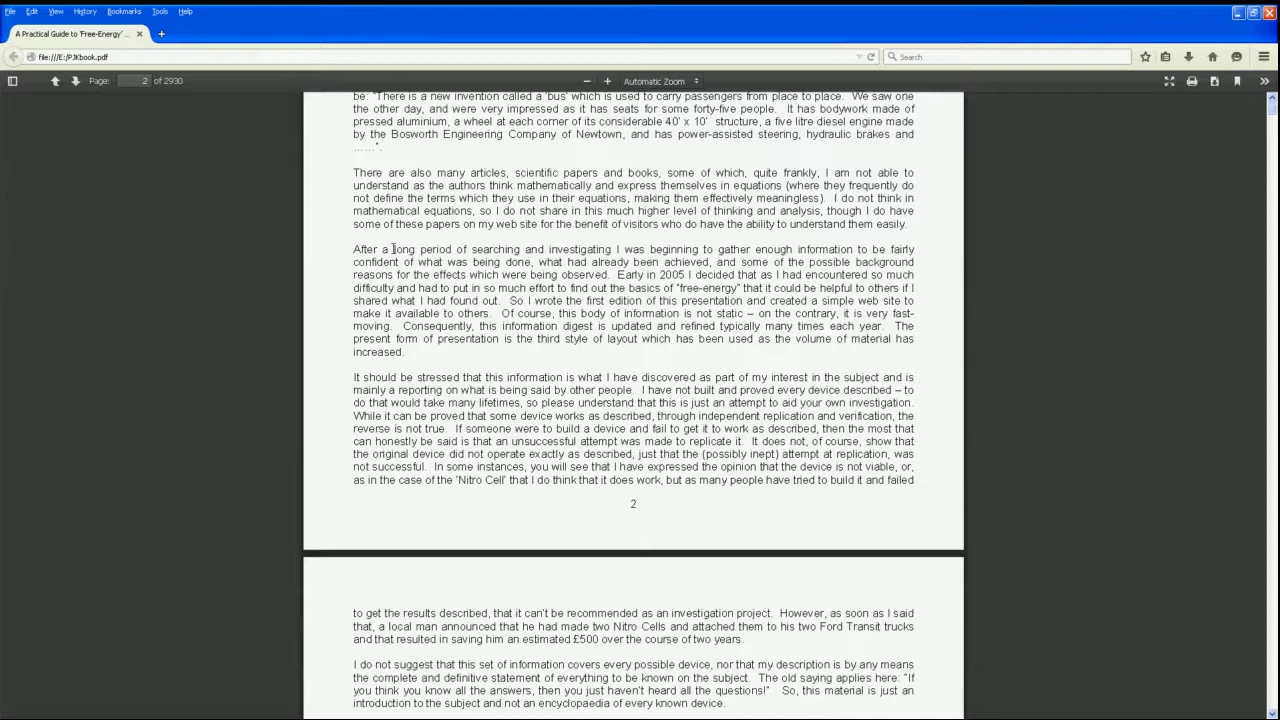 File Edit View History Bookmarks Tools Help
A Practical Guide to 'Free-Energy' ...
file:///E:/PJKbook.pdf
Search
Page: 2 of 2930
Automatic Zoom
be: "There is a new invention called a 'bus' which is used to carry passengers from place to place. We saw one
the other day, and were very impressed as it has seats for some forty-five people. It has bodywork made of
pressed aluminium, a wheel at each corner of its considerable 40' x 10' structure, a five litre diesel engine made
by the Bosworth Engineering Company of Newtown, and has power-assisted steering, hydraulic brakes and
......".
There are also many articles, scientific papers and books, some of which, quite frankly, I am not able to
understand as the authors think mathematically and express themselves in equations (where they frequently do
not define the terms which they use in their equations, making them effectively meaningless). I do not think in
mathematical equations, so I do not share in this much higher level of thinking and analysis, though I do have
some of these papers on my web site for the benefit of visitors who do have the ability to understand them easily.
After a long period of searching and investigating I was beginning to gather enough information to be fairly
confident of what was being done, what had already been achieved, and some of the possible background
reasons for the effects which were being observed. Early in 2005 I decided that as I had encountered so much
difficulty and had to put in so much effort to find out the basics of "free-energy" that it could be helpful to others if I
shared what I had found out. So I wrote the first edition of this presentation and created a simple web site to
make it available to others. Of course, this body of information is not static – on the contrary, it is very fast-
moving. Consequently, this information digest is updated and refined typically many times each year. The
present form of presentation is the third style of layout which has been used as the volume of material has
increased.
It should be stressed that this information is what I have discovered as part of my interest in the subject and is
mainly a reporting on what is being said by other people. I have not built and proved every device described – to
do that would take many lifetimes, so please understand that this is just an attempt to aid your own investigation.
While it can be proved that some device works as described, through independent replication and verification, the
reverse is not true. If someone were to build a device and fail to get it to work as described, then the most that
can honestly be said is that an unsuccessful attempt was made to replicate it. It does not, of course, show that
the original device did not operate exactly as described, just that the (possibly inept) attempt at replication, was
not successful. In some instances, you will see that I have expressed the opinion that the device is not viable, or,
as in the case of the 'Nitro Cell' that I do think that it does work, but as many people have tried to build it and failed
2
to get the results described, that it can't be recommended as an investigation project. However, as soon as I said
that, a local man announced that he had made two Nitro Cells and attached them to his two Ford Transit trucks
and that resulted in saving him an estimated £500 over the course of two years.
I do not suggest that this set of information covers every possible device, nor that my description is by any means
the complete and definitive statement of everything to be known on the subject. The old saying applies here: "If
you think you know all the answers, then you just haven't heard all the questions!" So, this material is just an
introduction to the subject and not an encyclopaedia of every known device.